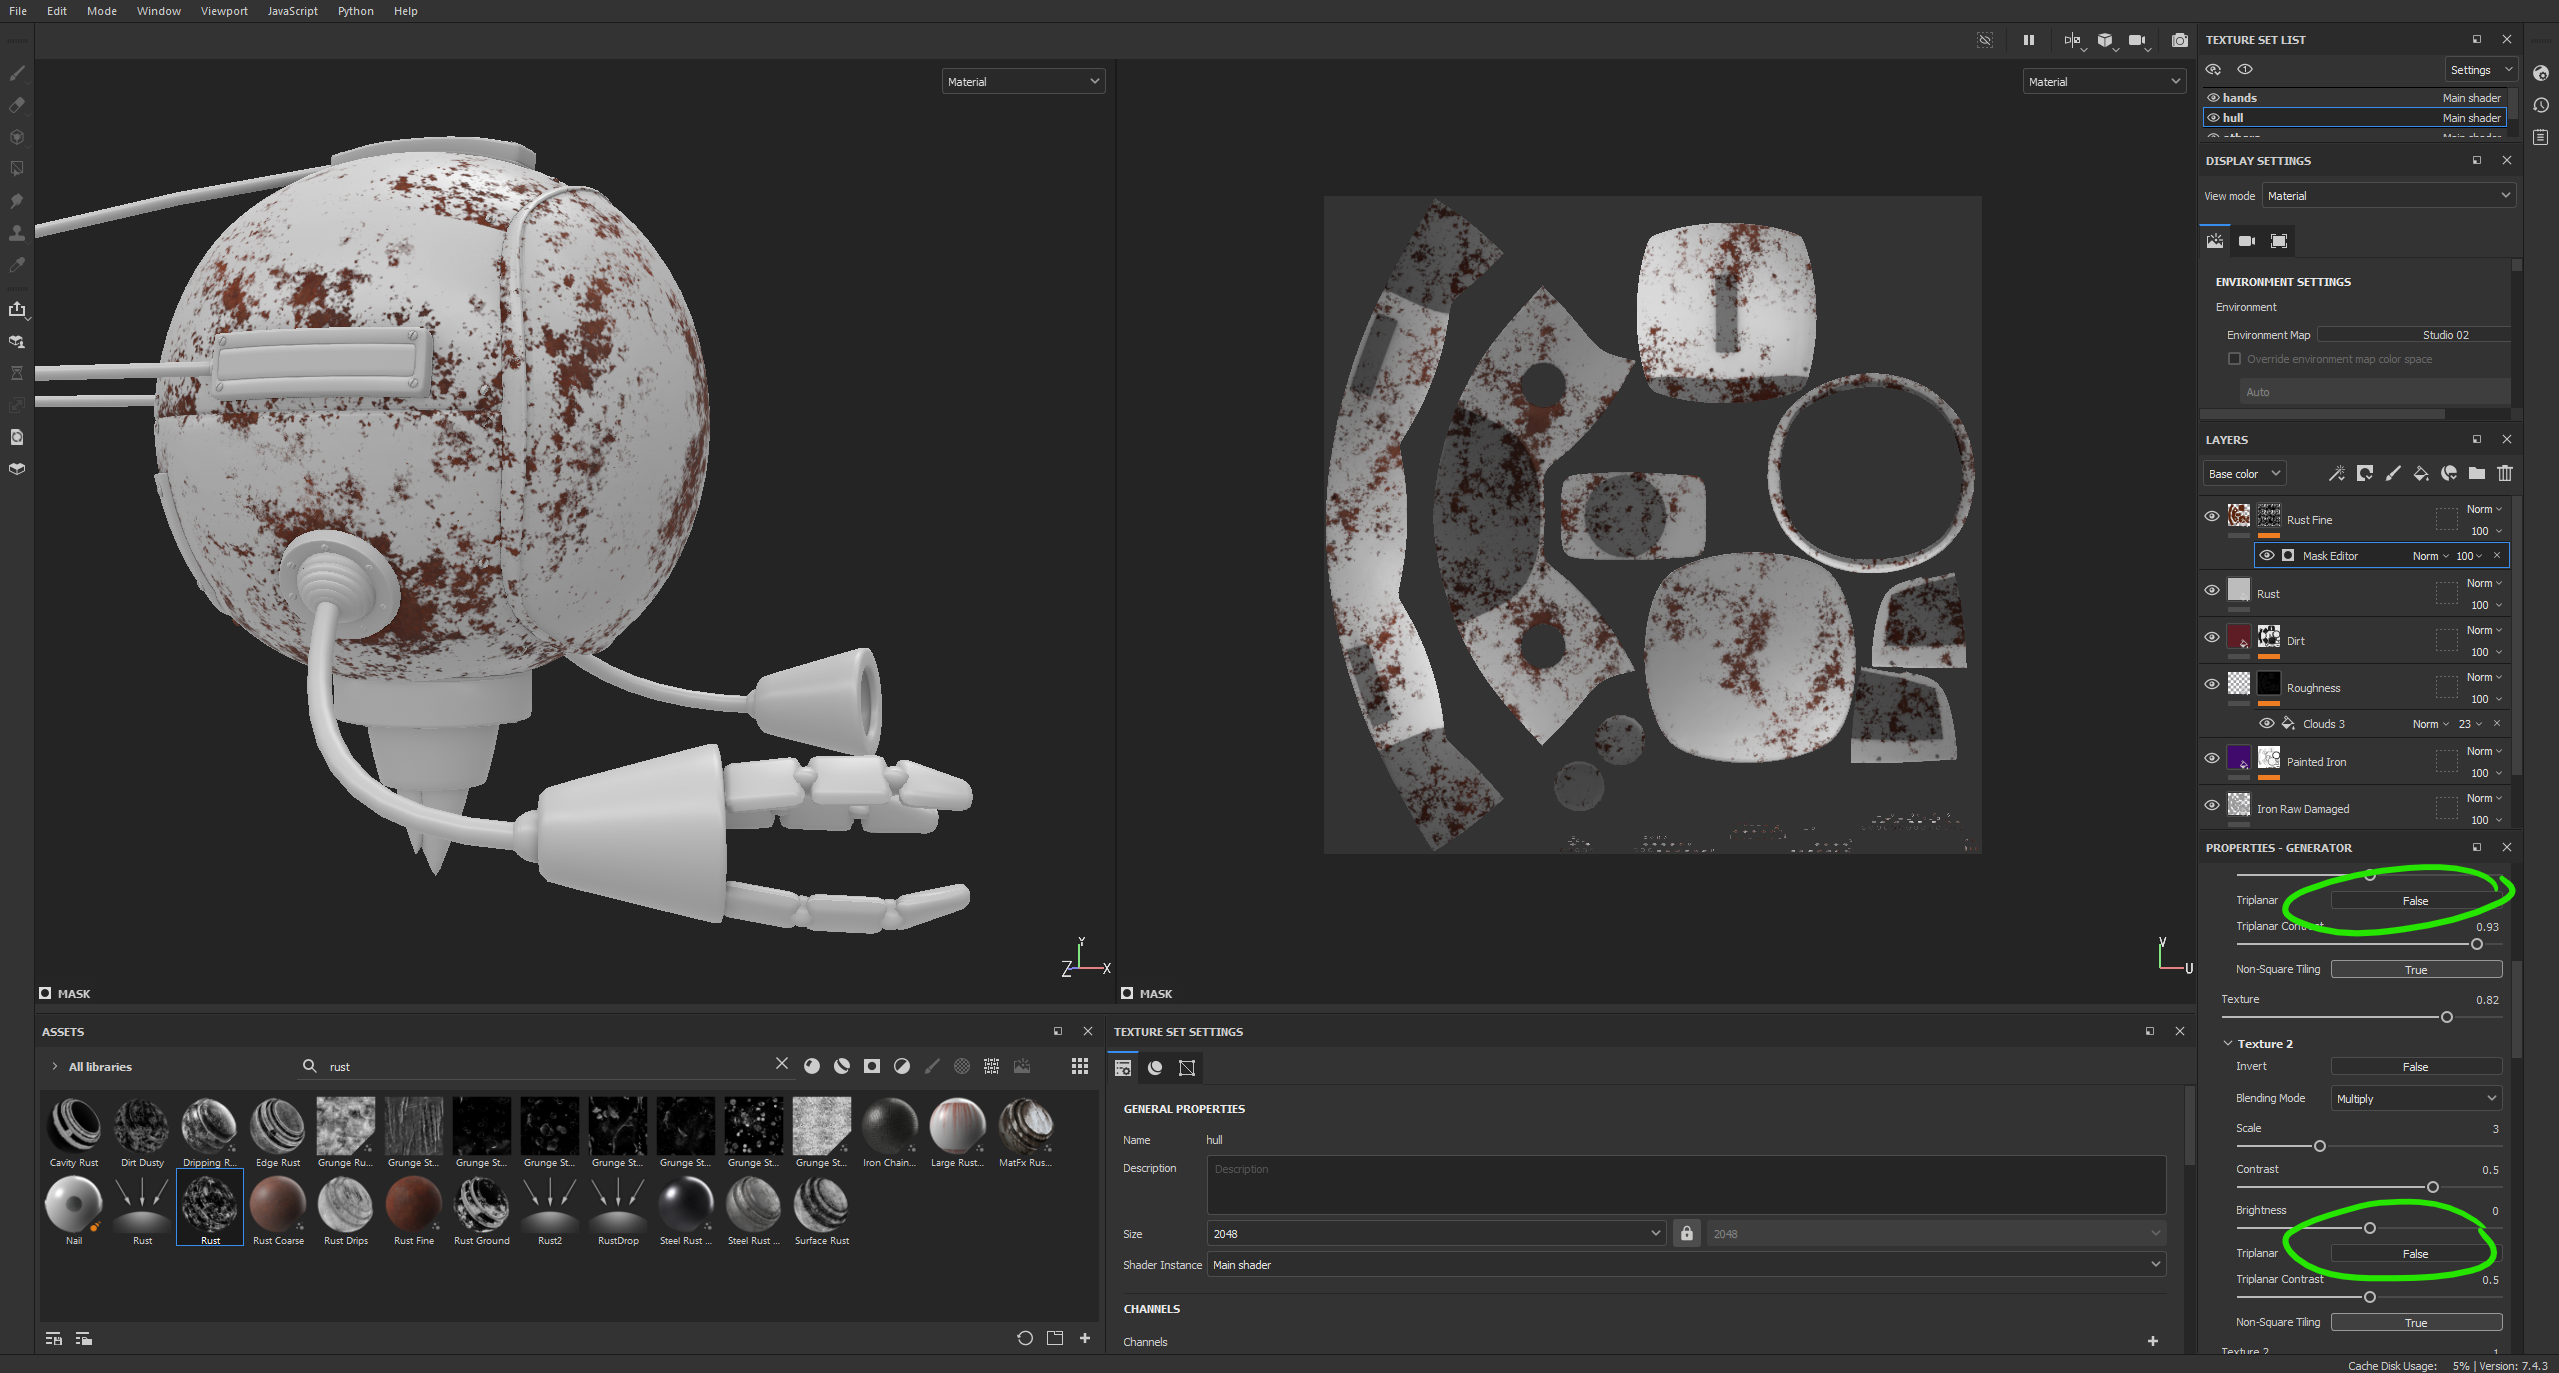 File Edit Mode Window Viewport JavaScript Python Help
Material
Material
Z Y X
V U
MASK
MASK
TEXTURE SET LIST
Settings
hands Main shader
hull Main shader
DISPLAY SETTINGS
View mode Material
ENVIRONMENT SETTINGS
Environment
Environment Map Studio 02
Override environment map color space
Auto
LAYERS
Base color
Rust Fine Norm 100
Mask Editor Norm 100
Rust Norm 100
Dirt Norm 100
Roughness Norm 100
Clouds 3 Norm 23
Painted Iron Norm 100
Iron Raw Damaged Norm 100
PROPERTIES - GENERATOR
Triplanar False
Triplanar Contrast 0.93
Non-Square Tiling True
Texture 0.82
Texture 2
Invert False
Blending Mode Multiply
Scale 3
Contrast 0.5
Brightness 0
Triplanar False
Triplanar Contrast 0.5
Non-Square Tiling True
Texture 2 1
ASSETS
All libraries rust
Cavity Rust Dirt Dusty Dripping R... Edge Rust Grunge Ru... Grunge St... Grunge St... Grunge St... Grunge St... Grunge St... Grunge St... Grunge St... Iron Chain... Large Rust... MatFx Rus...
Nail Rust Rust Rust Coarse Rust Drips Rust Fine Rust Ground Rust2 RustDrop Steel Rust ... Steel Rust ... Surface Rust
TEXTURE SET SETTINGS
GENERAL PROPERTIES
Name hull
Description Description
Size 2048 2048
Shader Instance Main shader
CHANNELS
Channels
Cache Disk Usage: 5% | Version: 7.4.3